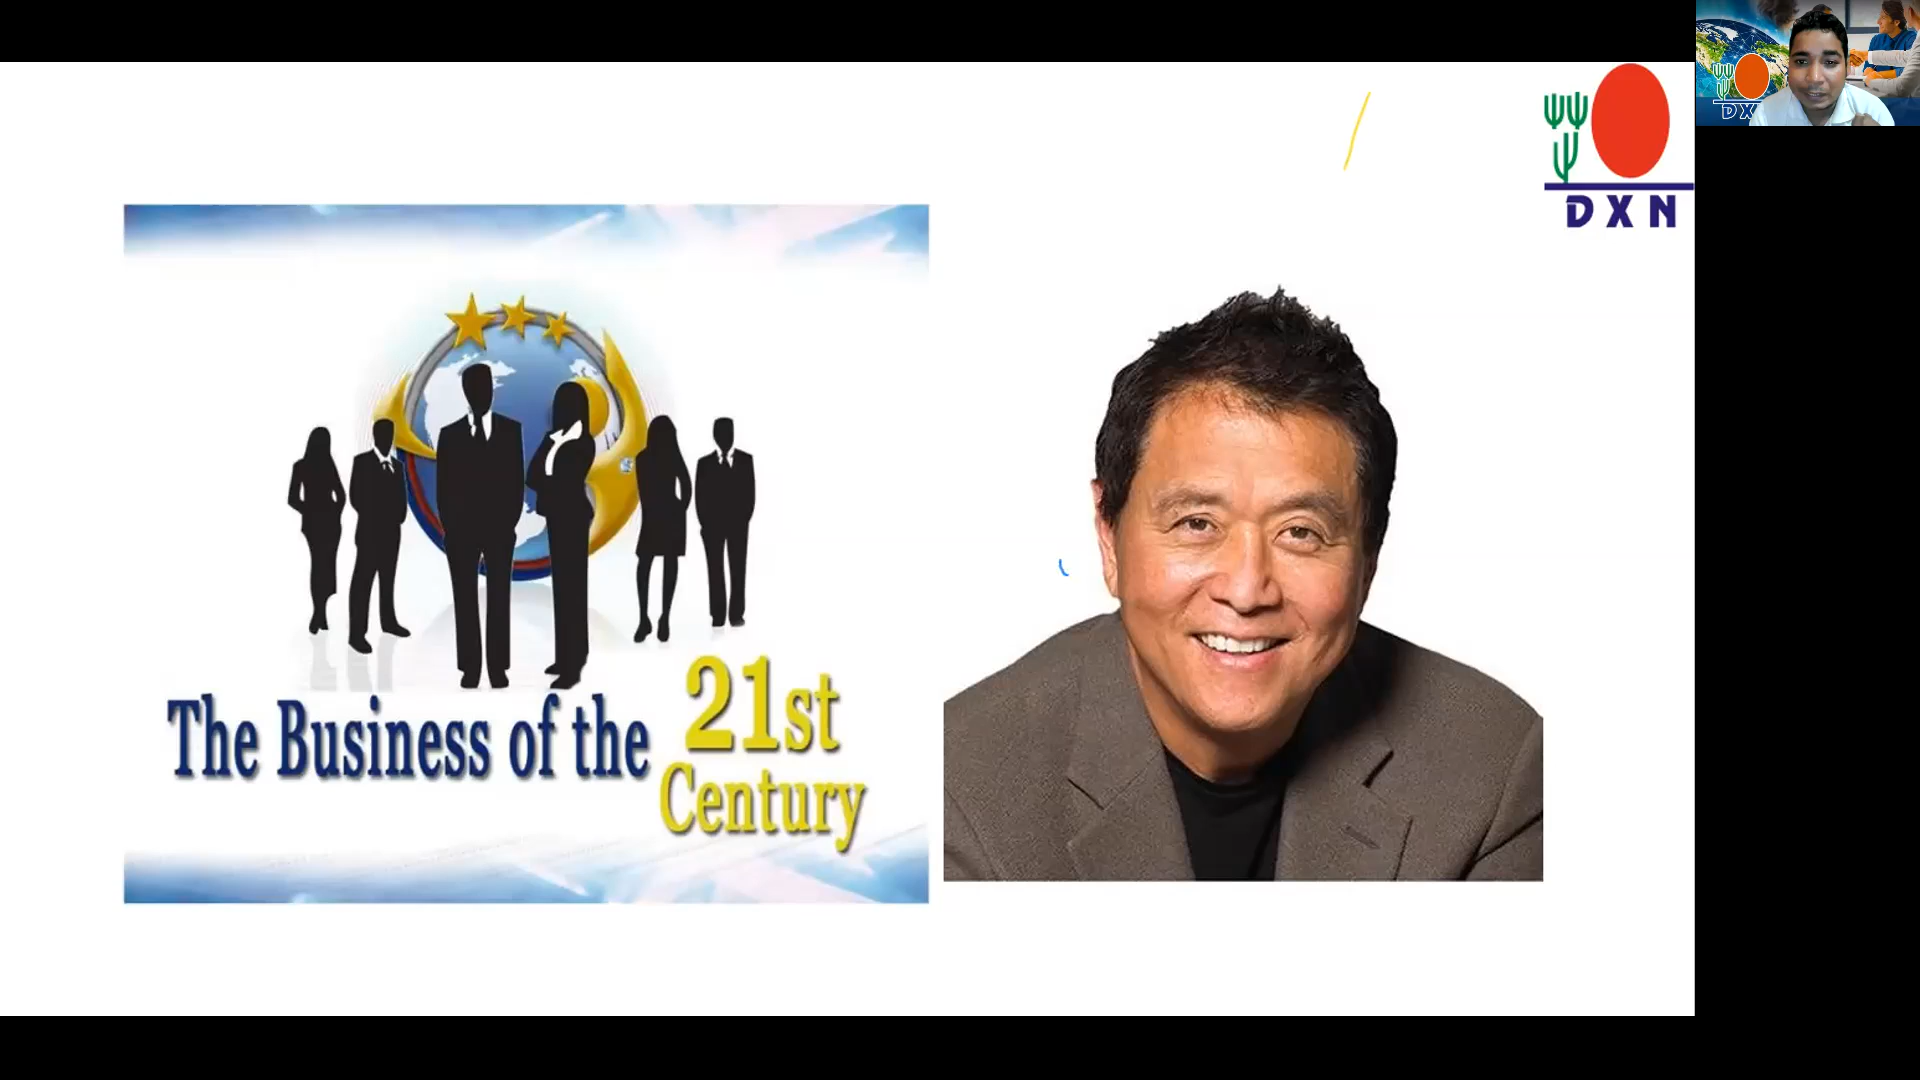 DXN
The Business of the 21st
Century
DX